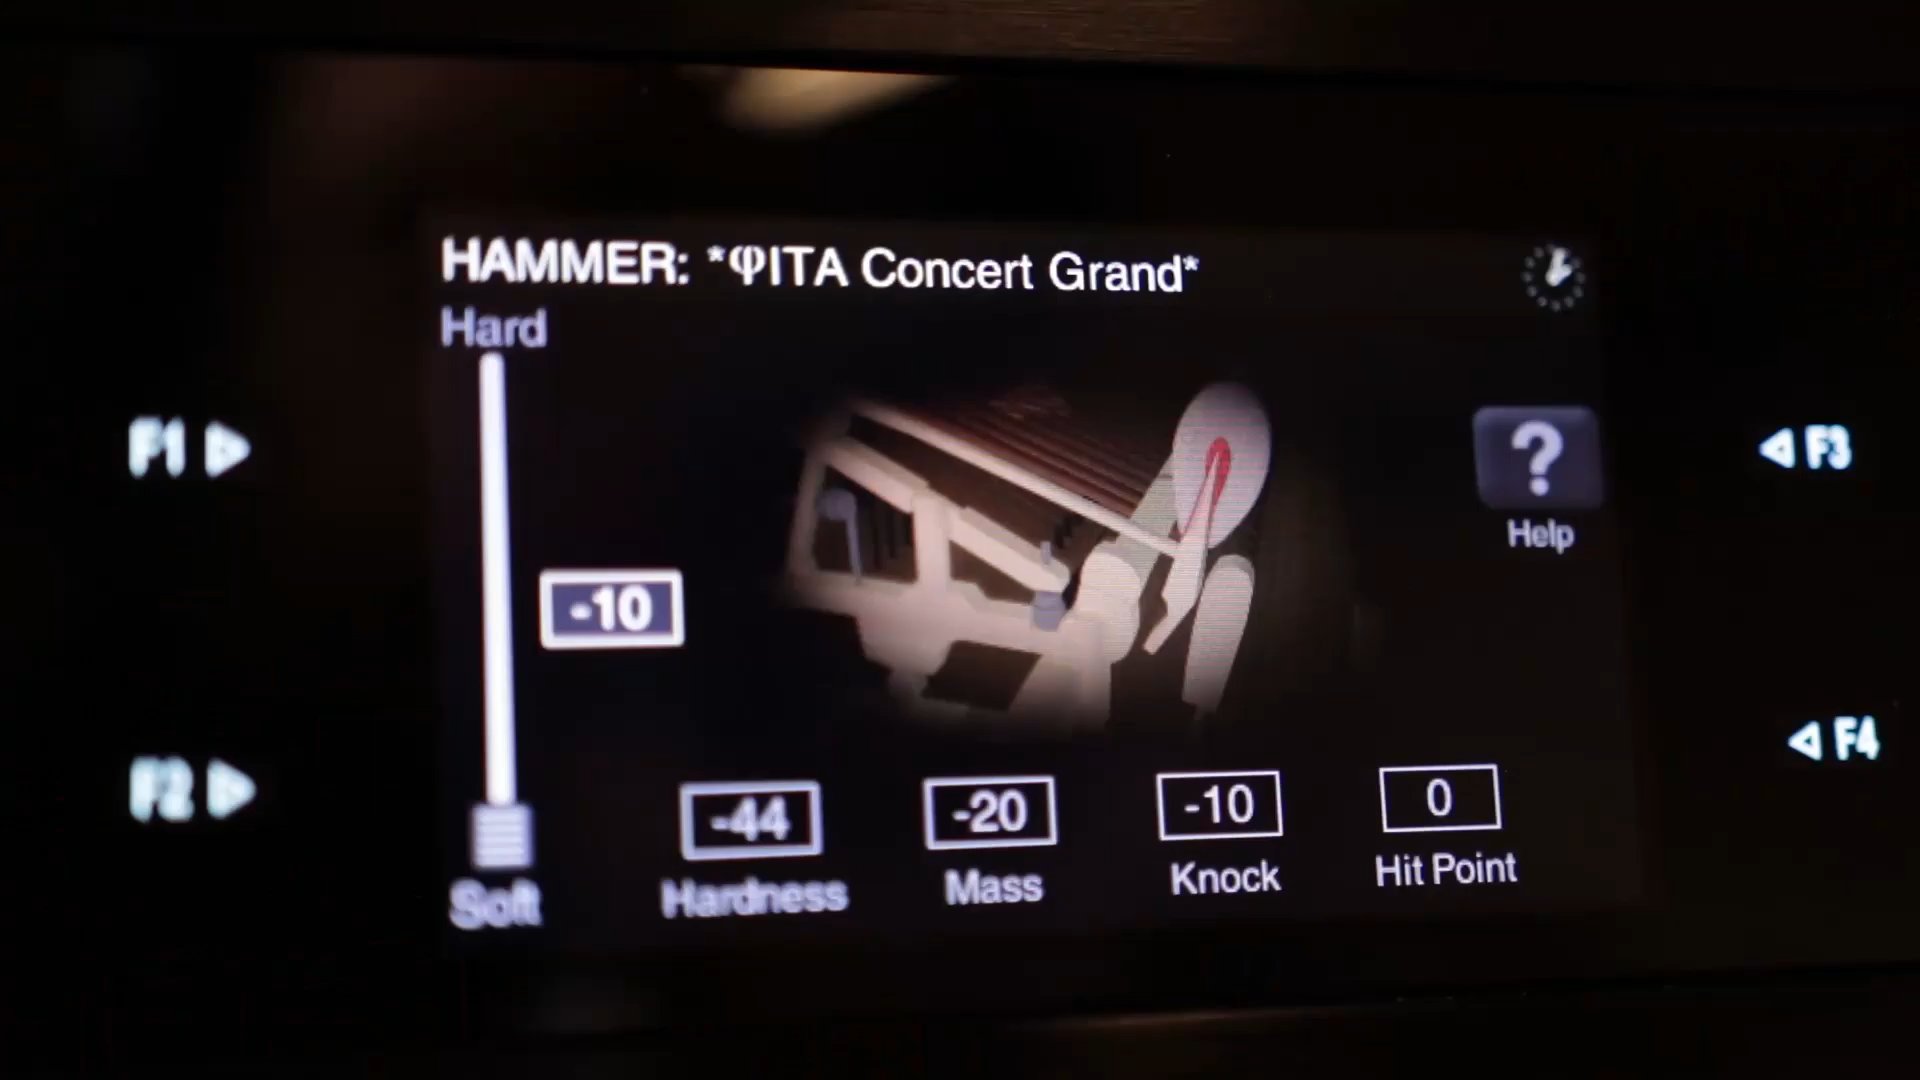 HAMMER: *φITA Concert Grand*
Hard
F1
F3
?
Help
-10
F2
F4
-44
-20
-10
0
Soft
Hardness
Mass
Knock
Hit Point